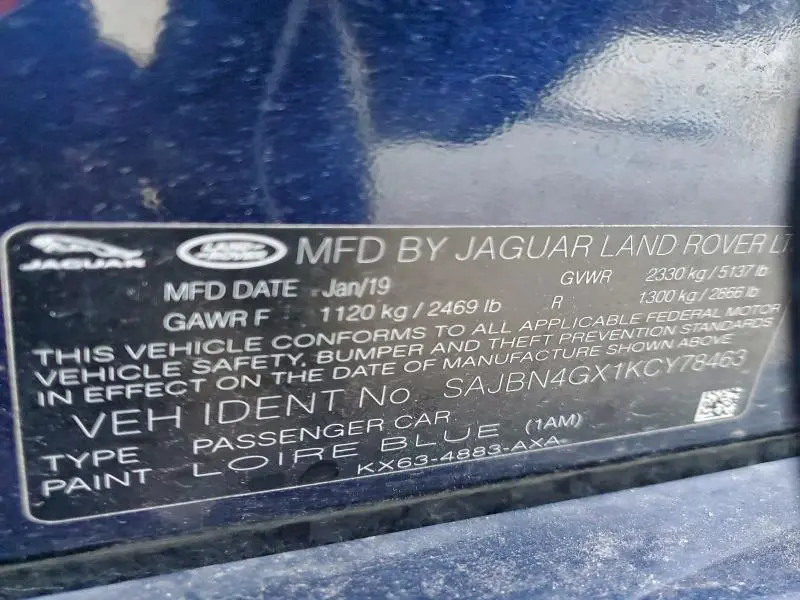 JAGUAR LAND ROVER MFD BY JAGUAR LAND ROVER LT
MFD DATE Jan/19 GVWR 2330 kg / 5137 lb
GAWR F 1120 kg / 2469 lb R 1300 kg / 2866 lb
THIS VEHICLE CONFORMS TO ALL APPLICABLE FEDERAL MOTOR
VEHICLE SAFETY, BUMPER AND THEFT PREVENTION STANDARDS
IN EFFECT ON THE DATE OF MANUFACTURE SHOWN ABOVE
VEH IDENT No SAJBN4GX1KCY78463
TYPE PASSENGER CAR
PAINT LOIRE BLUE (1AM)
KX63-4883-AXA